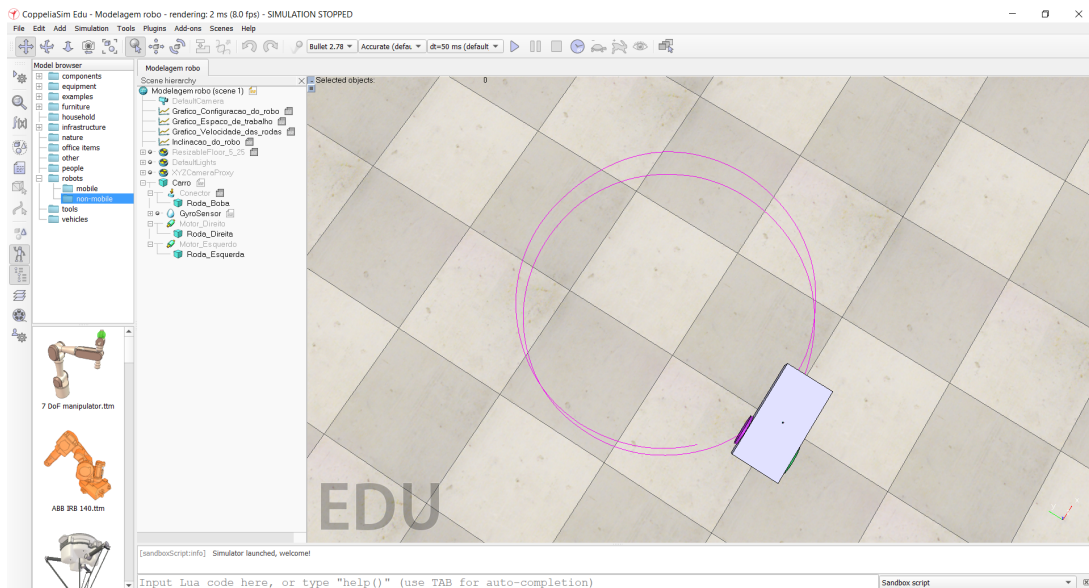 CoppeliaSim Edu - Modelagem robo - rendering: 2 ms (8.0 fps) - SIMULATION STOPPED
File Edit Add Simulation Tools Plugins Add-ons Scenes Help
Bullet 2.78 Accurate (defau dt=50 ms (default
Model browser
components
equipment
examples
furniture
household
infrastructure
nature
office items
other
people
robots
mobile
non-mobile
tools
vehicles
7 DoF manipulator.ttm
ABB IRB 140.ttm
Modelagem robo
Scene hierarchy
Modelagem robo (scene 1)
DefaultCamera
Grafico_Configuracao_do_robo
Grafico_Espaco_de_trabalho
Grafico_Velocidade_das_rodas
Inclinacao_do_robo
ResizableFloor_5_25
DefaultLights
XYZCameraProxy
Carro
Conector
Roda_Boba
GyroSensor
Motor_Direito
Roda_Direita
Motor_Esquerdo
Roda_Esquerda
Selected objects: 0
EDU
[sandboxScript:info] Simulator launched, welcome!
Input Lua code here, or type "help()" (use TAB for auto-completion)
Sandbox script